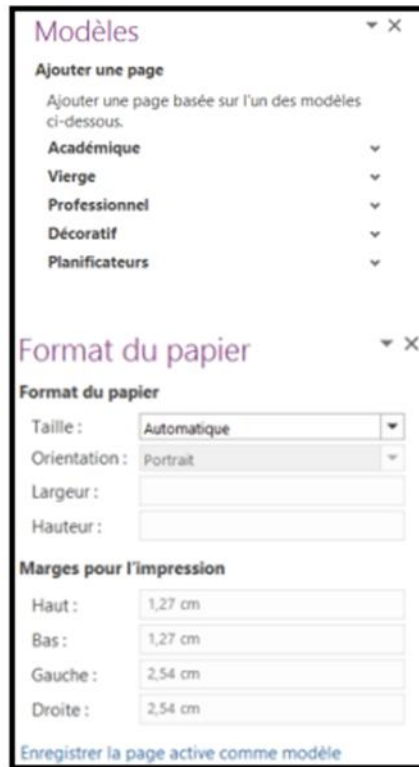 Modèles
Ajouter une page
Ajouter une page basée sur l'un des modèles
ci-dessous.
Académique
Vierge
Professionnel
Décoratif
Planificateurs
Format du papier
Format du papier
Taille : Automatique
Orientation : Portrait
Largeur :
Hauteur :
Marges pour l'impression
Haut : 1,27 cm
Bas : 1,27 cm
Gauche : 2,54 cm
Droite : 2,54 cm
Enregistrer la page active comme modèle